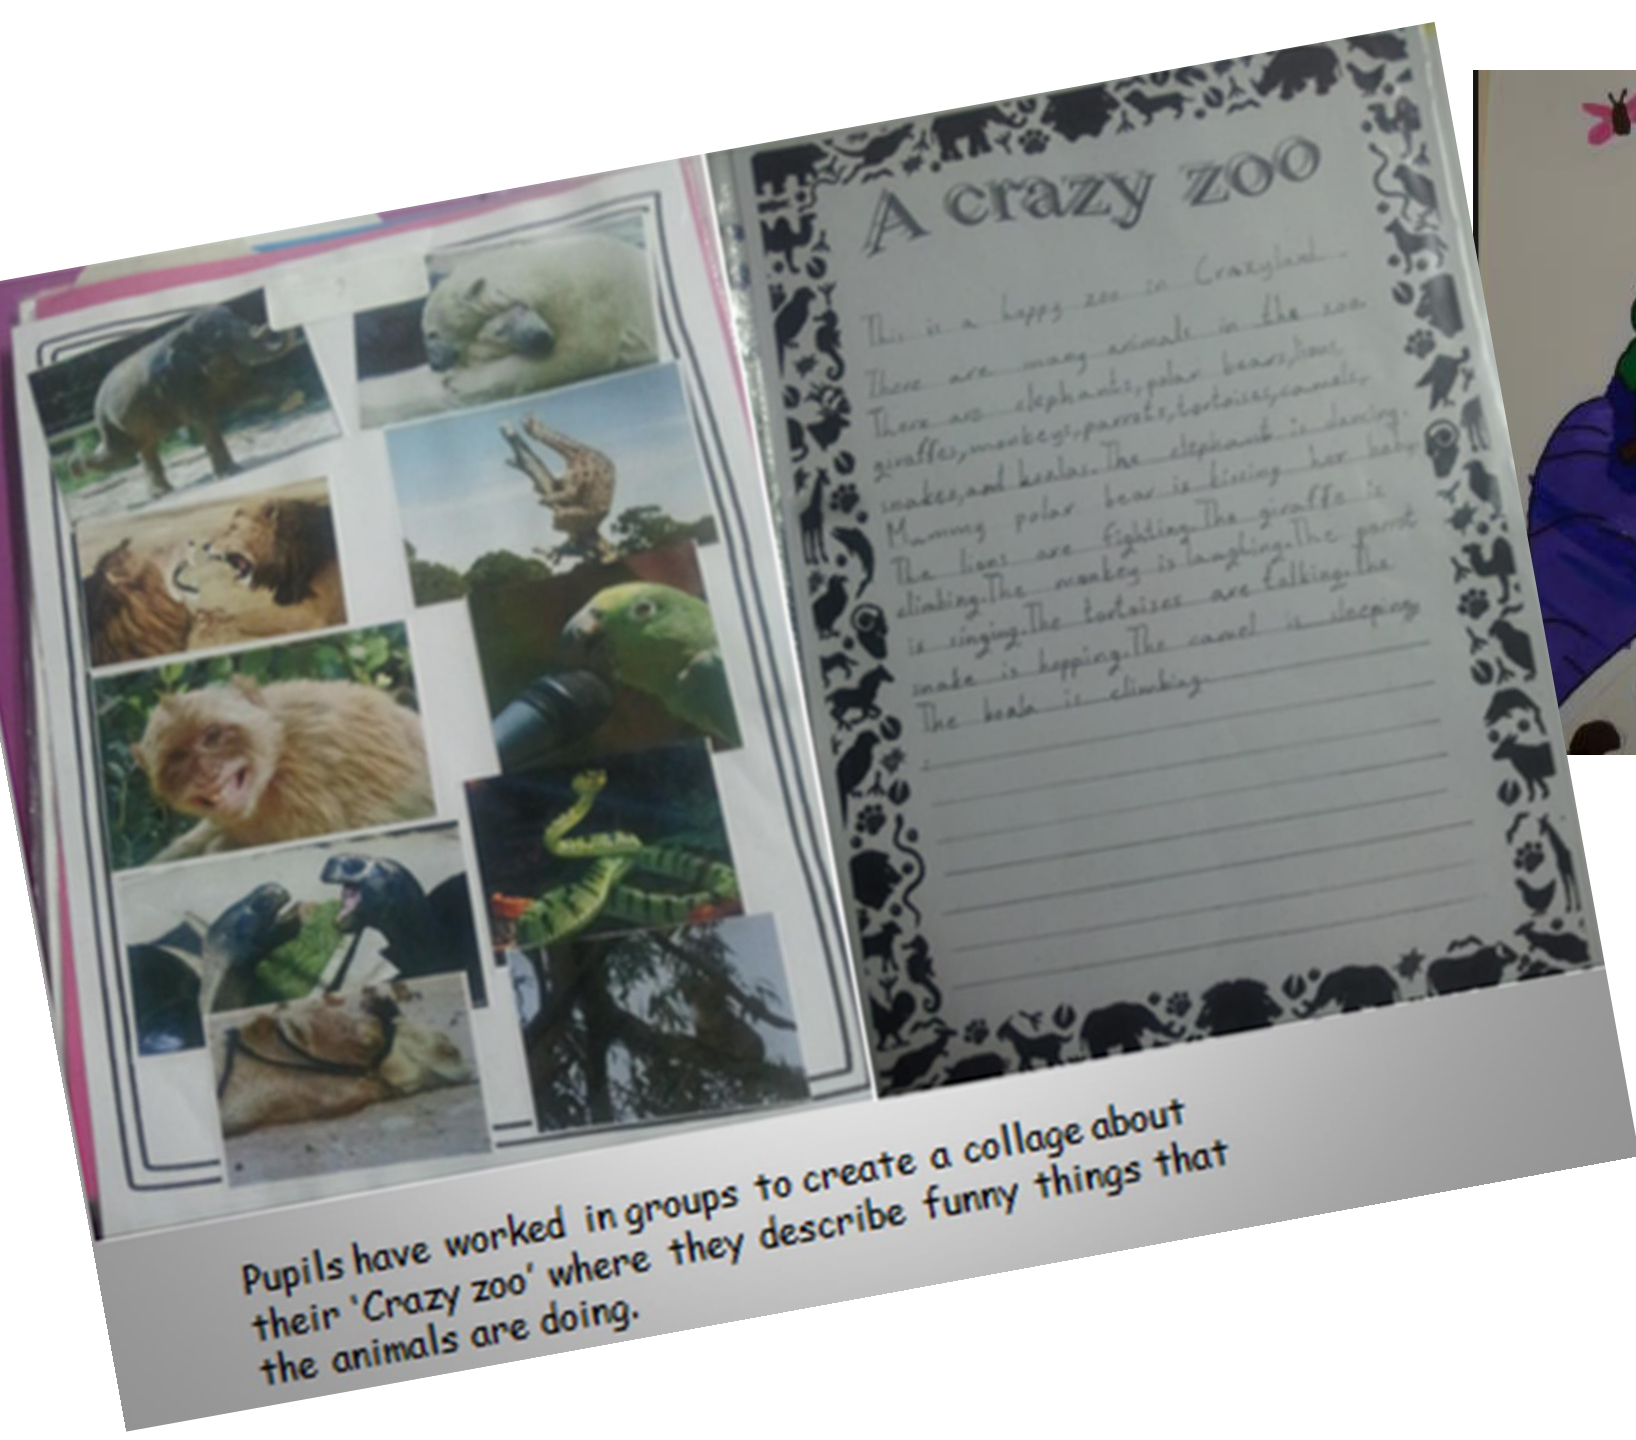 A crazy zoo
This is a happy zoo in Crazyland.
There are many animals in the zoo.
There are elephants, polar bears, lions,
giraffes, monkeys, parrots, tortoises, camels,
snakes, and koalas. The elephant is dancing.
Mummy polar bear is kissing her baby.
The lions are fighting. The giraffe is
climbing. The monkey is laughing. The parrot
is singing. The tortoises are talking. The
snake is hopping. The camel is sleeping.
The koala is climbing.
Pupils have worked in groups to create a collage about
their 'Crazy zoo' where they describe funny things that
the animals are doing.